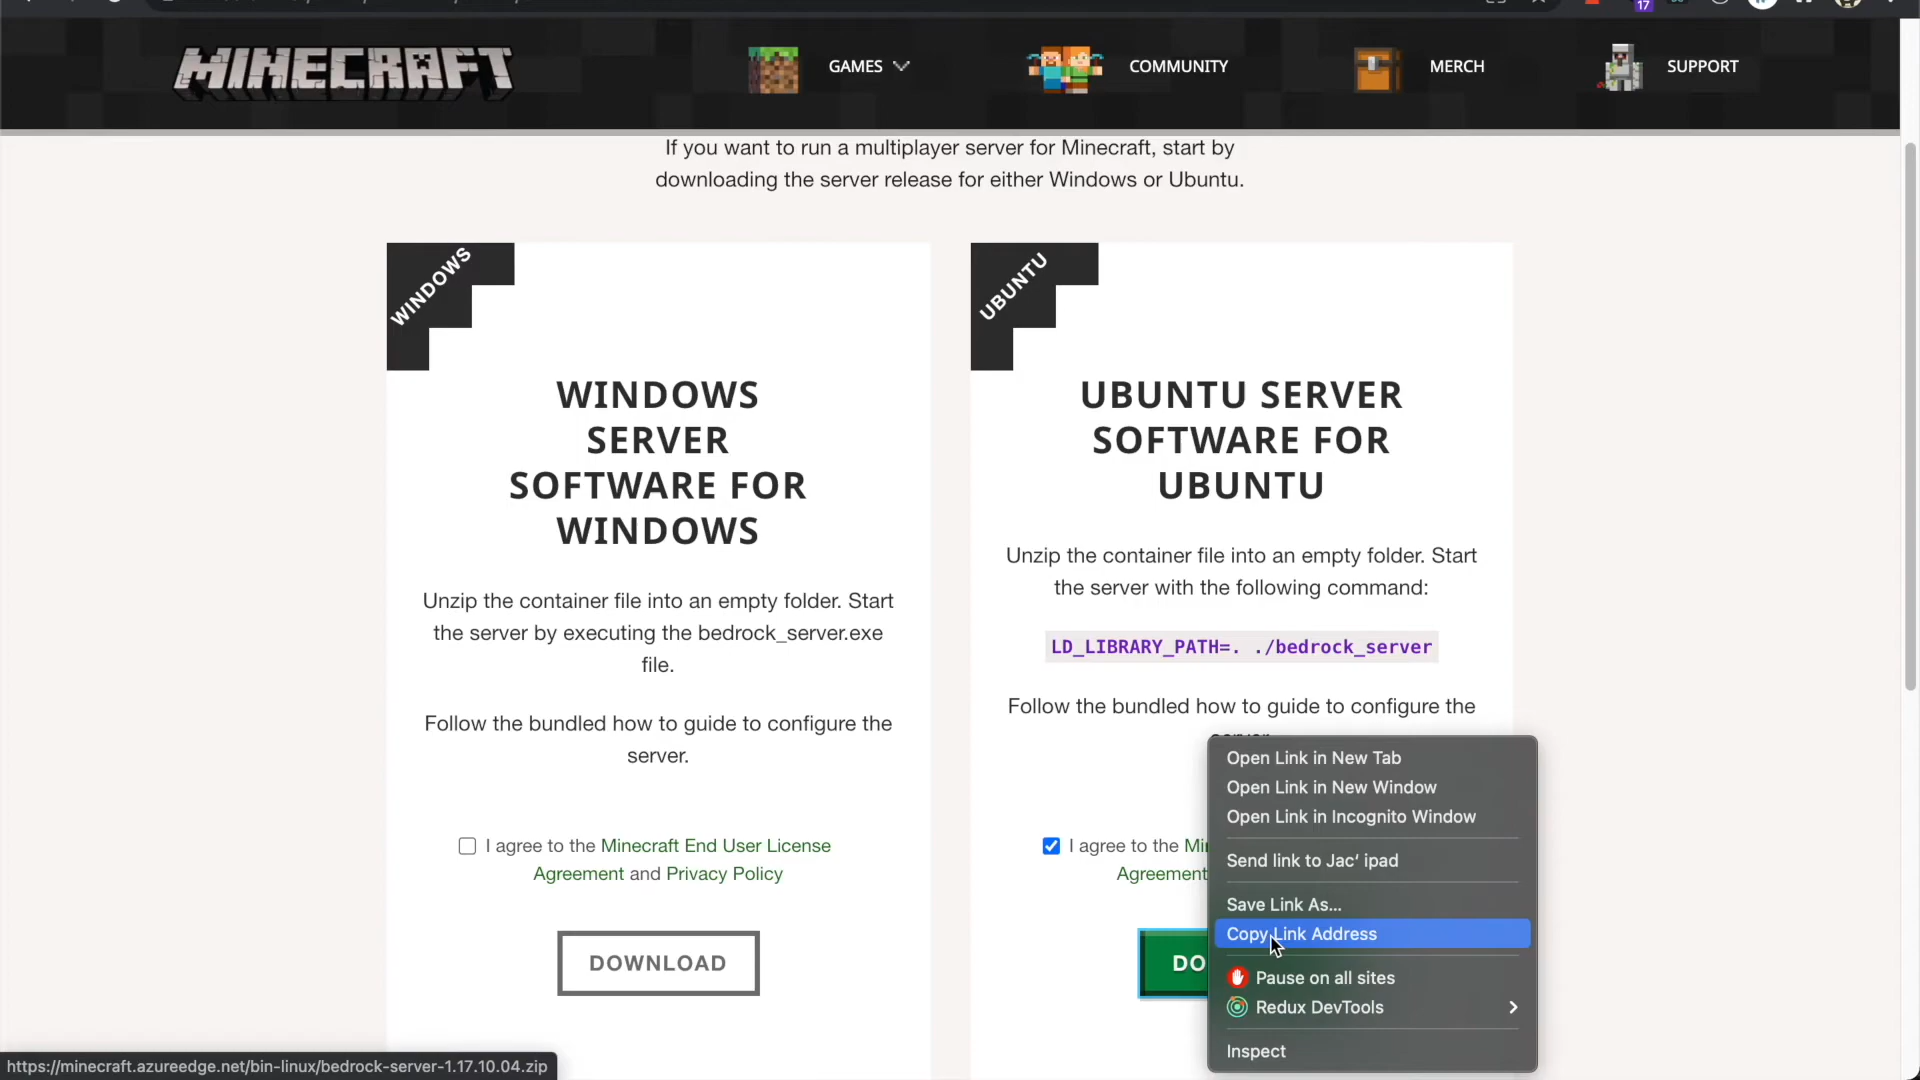 17
MINECRAFT
GAMES
COMMUNITY
MERCH
SUPPORT
If you want to run a multiplayer server for Minecraft, start by
downloading the server release for either Windows or Ubuntu.
WINDOWS
WINDOWS
SERVER
SOFTWARE FOR
WINDOWS
Unzip the container file into an empty folder. Start
the server by executing the bedrock_server.exe
file.
Follow the bundled how to guide to configure the
server.
I agree to the Minecraft End User License
Agreement and Privacy Policy
DOWNLOAD
UBUNTU
UBUNTU SERVER
SOFTWARE FOR
UBUNTU
Unzip the container file into an empty folder. Start
the server with the following command:
LD_LIBRARY_PATH=. ./bedrock_server
Follow the bundled how to guide to configure the
I agree to the Mi
Agreement
DO
Open Link in New Tab
Open Link in New Window
Open Link in Incognito Window
Send link to Jac' ipad
Save Link As...
Copy Link Address
Pause on all sites
Redux DevTools
Inspect
https://minecraft.azureedge.net/bin-linux/bedrock-server-1.17.10.04.zip